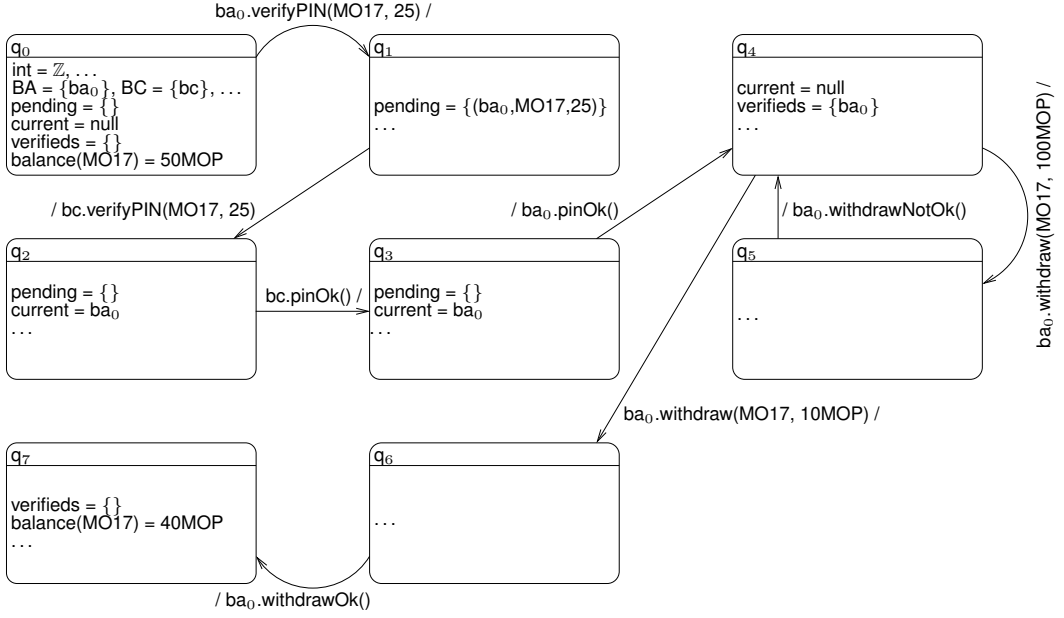 ba₀.verifyPIN(MO17, 25) /
q₀
int = ℤ, ...
BA = {ba₀}, BC = {bc}, ...
pending = {}
current = null
verifieds = {}
balance(MO17) = 50MOP
q₁
pending = {(ba₀,MO17,25)}
...
q₄
current = null
verifieds = {ba₀}
...
ba₀.withdraw(MO17, 100MOP) /
/ bc.verifyPIN(MO17, 25)
/ ba₀.pinOk()
/ ba₀.withdrawNotOk()
q₂
pending = {}
current = ba₀
...
bc.pinOk() /
q₃
pending = {}
current = ba₀
...
q₅
...
ba₀.withdraw(MO17, 10MOP) /
q₇
verifieds = {}
balance(MO17) = 40MOP
...
q₆
...
/ ba₀.withdrawOk()